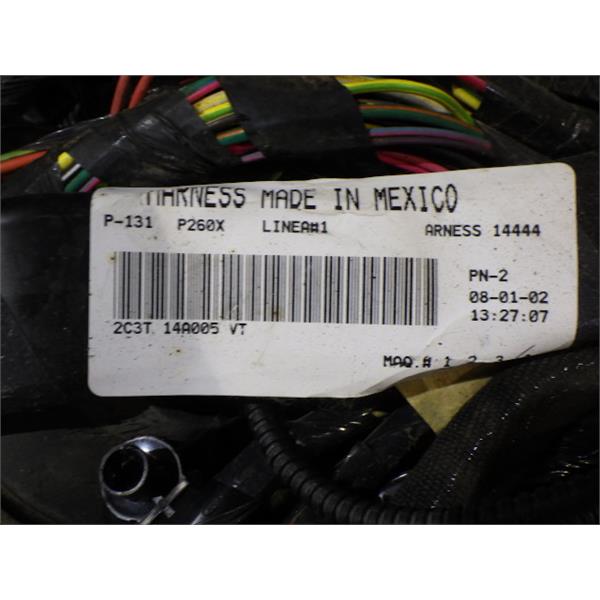 HARNESS MADE IN MEXICO
P-131 P260X LINEA#1 ARNESS 14444
PN-2
08-01-02
13:27:07
2C3T 14A005 VT
MAQ.# 1 2 3